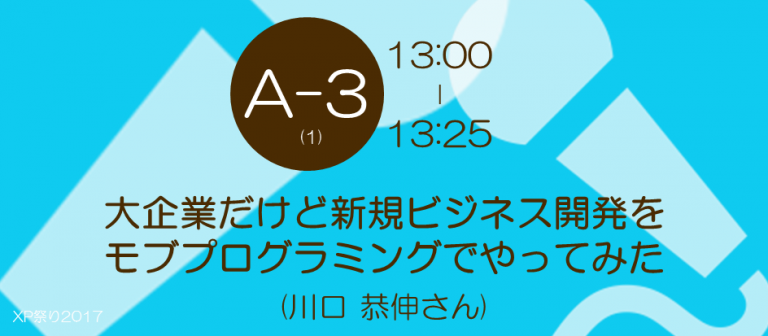 A-3
(1)
13:00
|
13:25
大企業だけど新規ビジネス開発を
モブプログラミングでやってみた
(川口 恭伸さん)
XP祭り2017